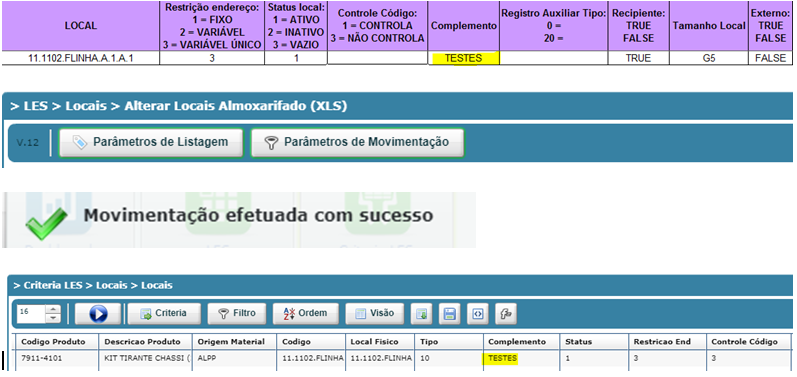 LOCAL
Restrição endereço:
1 = FIXO
2 = VARIÁVEL
3 = VARIÁVEL ÚNICO
Status local:
1 = ATIVO
2 = INATIVO
3 = VAZIO
Controle Código:
1 = CONTROLA
3 = NÃO CONTROLA
Complemento
Registro Auxiliar Tipo:
0 =
20 =
Recipiente:
TRUE
FALSE
Tamanho Local
Externo:
TRUE
FALSE
11.1102.FLINHA.A.1.A.1 3 1 TESTES TRUE G5 FALSE
> LES > Locais > Alterar Locais Almoxarifado (XLS)
V.12 Parâmetros de Listagem Parâmetros de Movimentação
Movimentação efetuada com sucesso
> Criteria LES > Locais > Locais
16 Criteria Filtro Ordem Visão
Codigo Produto Descricao Produto Origem Material Codigo Local Fisico Tipo Complemento Status Restricao End Controle Código
7911-4101 KIT TIRANTE CHASSI ( ALPP 11.1102.FLINHA 11.1102.FLINHA 10 TESTES 1 3 3